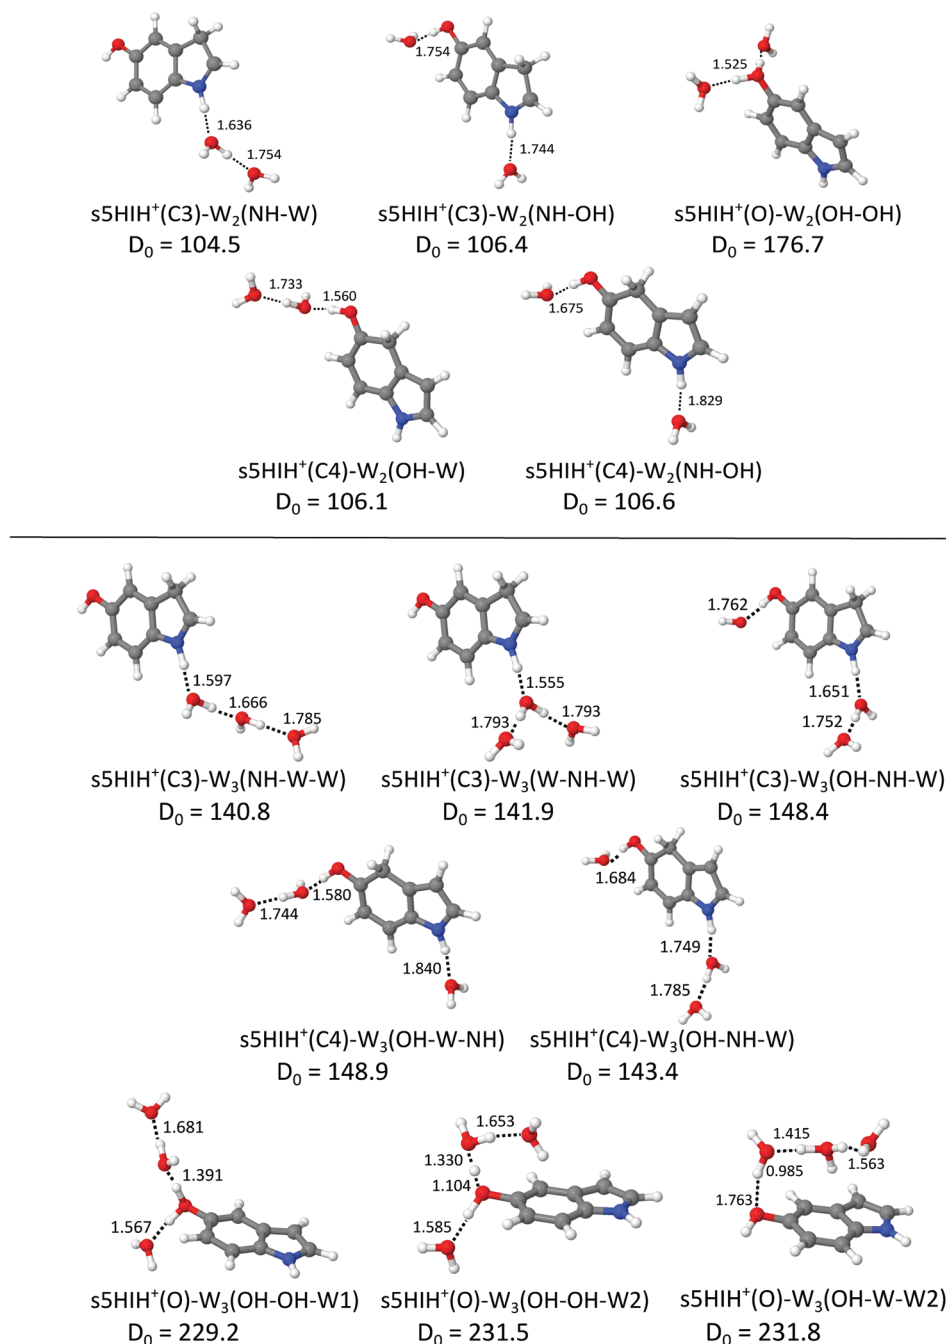 1.754
1.525
1.636
1.754
1.744
s5HIH⁺(C3)-W₂(NH-W)
D₀ = 104.5
s5HIH⁺(C3)-W₂(NH-OH)
D₀ = 106.4
s5HIH⁺(O)-W₂(OH-OH)
D₀ = 176.7
1.733
1.560
1.675
1.829
s5HIH⁺(C4)-W₂(OH-W)
D₀ = 106.1
s5HIH⁺(C4)-W₂(NH-OH)
D₀ = 106.6
1.597
1.666
1.785
1.555
1.793
1.793
1.762
1.651
1.752
s5HIH⁺(C3)-W₃(NH-W-W)
D₀ = 140.8
s5HIH⁺(C3)-W₃(W-NH-W)
D₀ = 141.9
s5HIH⁺(C3)-W₃(OH-NH-W)
D₀ = 148.4
1.580
1.744
1.840
1.684
1.749
1.785
s5HIH⁺(C4)-W₃(OH-W-NH)
D₀ = 148.9
s5HIH⁺(C4)-W₃(OH-NH-W)
D₀ = 143.4
1.681
1.391
1.567
1.653
1.330
1.104
1.585
1.415
0.985
1.563
1.763
s5HIH⁺(O)-W₃(OH-OH-W1)
D₀ = 229.2
s5HIH⁺(O)-W₃(OH-OH-W2)
D₀ = 231.5
s5HIH⁺(O)-W₃(OH-W-W2)
D₀ = 231.8